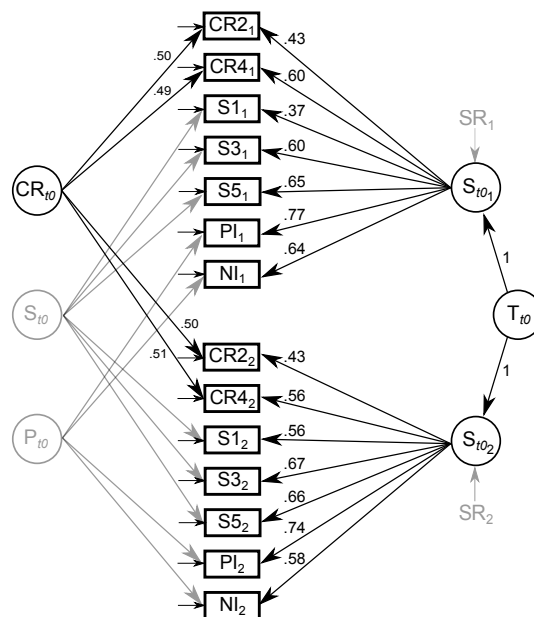 CR2₁
.43
.50
CR4₁
.60
.49
S1₁
.37
SR₁
S3₁
.60
CR_t0
S5₁
.65
S_t0₁
PI₁
.77
NI₁
.64
1
S_t0
T_t0
.50
CR2₂
.43
.51
1
CR4₂
.56
P_t0
S1₂
.56
S_t0₂
S3₂
.67
S5₂
.66
SR₂
PI₂
.74
NI₂
.58